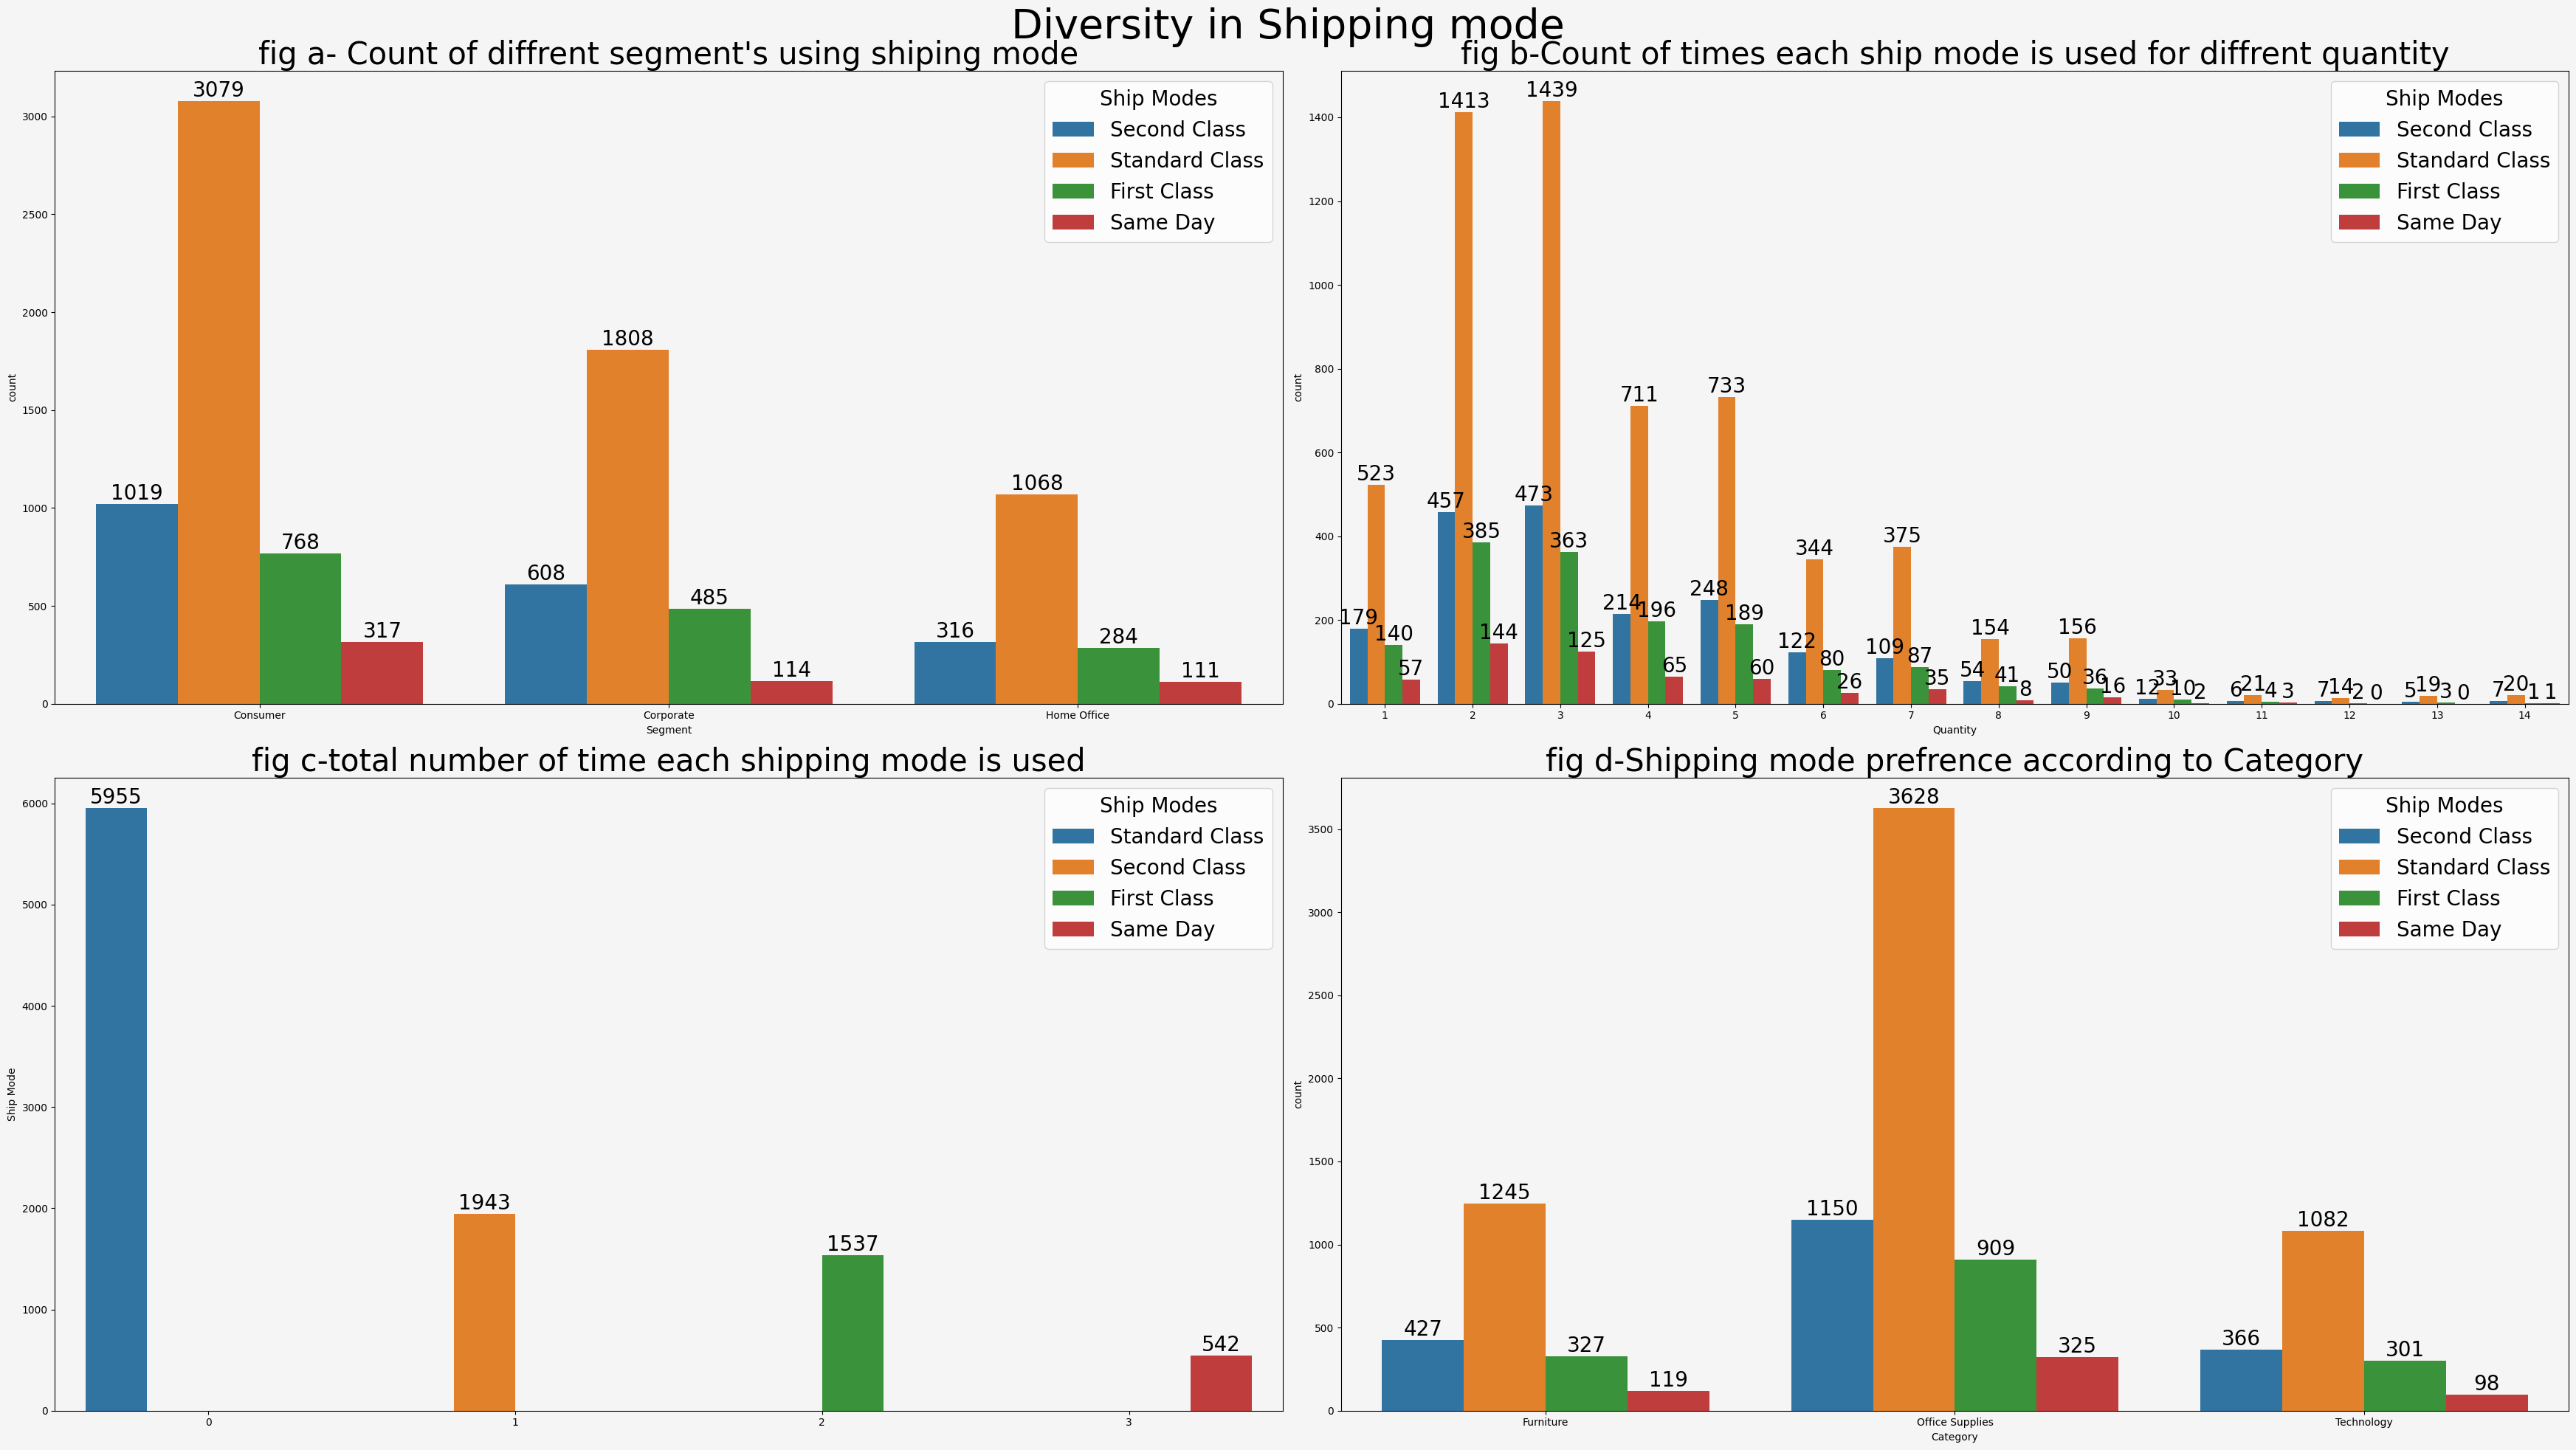 Diversity in Shipping mode
fig a- Count of diffrent segment's using shiping mode
3079
1019
768
317
608
1808
485
114
316
1068
284
111
Ship Modes
Second Class
Standard Class
First Class
Same Day
count
3000
2500
2000
1500
1000
500
0
Consumer Corporate Home Office
Segment
fig b-Count of times each ship mode is used for diffrent quantity
179 523 140 57
457 1413 385 144
473 1439 363 125
214 711 196 65
248 733 189 60
122 344 80 26
109 375 87 35
54 154 41 8
50 156 36 16
12 33 10 2
6 21 4 3
7 14 2 0
5 19 3 0
7 20 1 1
Ship Modes
Second Class
Standard Class
First Class
Same Day
count
1400
1200
1000
800
600
400
200
0
1 2 3 4 5 6 7 8 9 10 11 12 13 14
Quantity
fig c-total number of time each shipping mode is used
5955
1943
1537
542
Ship Modes
Standard Class
Second Class
First Class
Same Day
Ship Mode
6000
5000
4000
3000
2000
1000
0
0 1 2 3
fig d-Shipping mode prefrence according to Category
427
1245
327
119
1150
3628
909
325
366
1082
301
98
Ship Modes
Second Class
Standard Class
First Class
Same Day
count
3500
3000
2500
2000
1500
1000
500
0
Furniture Office Supplies Technology
Category